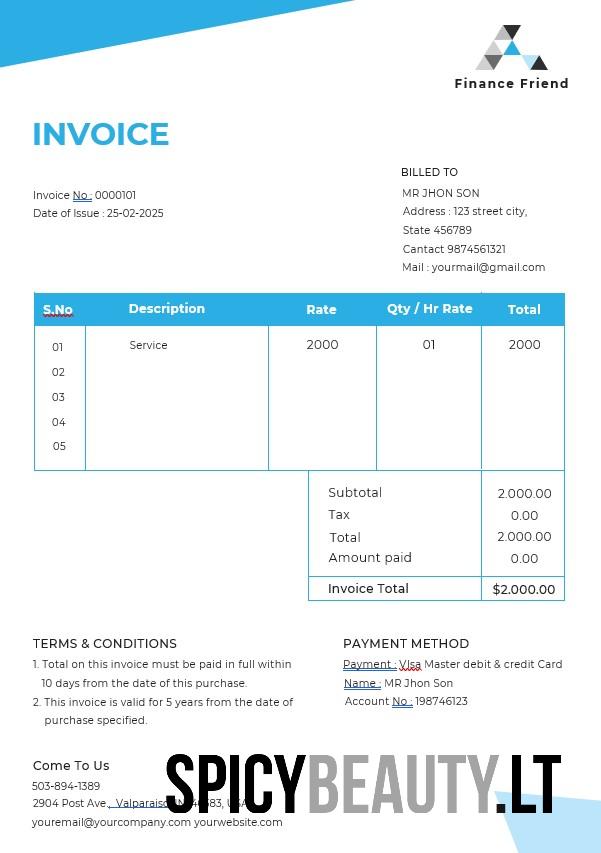 Finance Friend
INVOICE
BILLED TO
Invoice No : 0000101
MR JHON SON
Date of Issue : 25-02-2025
Address : 123 street city,
State 456789
Cantact 9874561321
Mail : yourmail@gmail.com
S.No Description Rate Qty / Hr Rate Total
01 Service 2000 01 2000
02
03
04
05
Subtotal 2.000.00
Tax 0.00
Total 2.000.00
Amount paid 0.00
Invoice Total $2.000.00
TERMS & CONDITIONS
1. Total on this invoice must be paid in full within
10 days from the date of this purchase.
2. This invoice is valid for 5 years from the date of
purchase specified.
PAYMENT METHOD
Payment : VIsa Master debit & credit Card
Name : MR Jhon Son
Account No : 198746123
Come To Us
503-894-1389
2904 Post Ave., Valparaiso
youremail@yourcompany.com yourwebsite.com
SPICYBEAUTY.LT